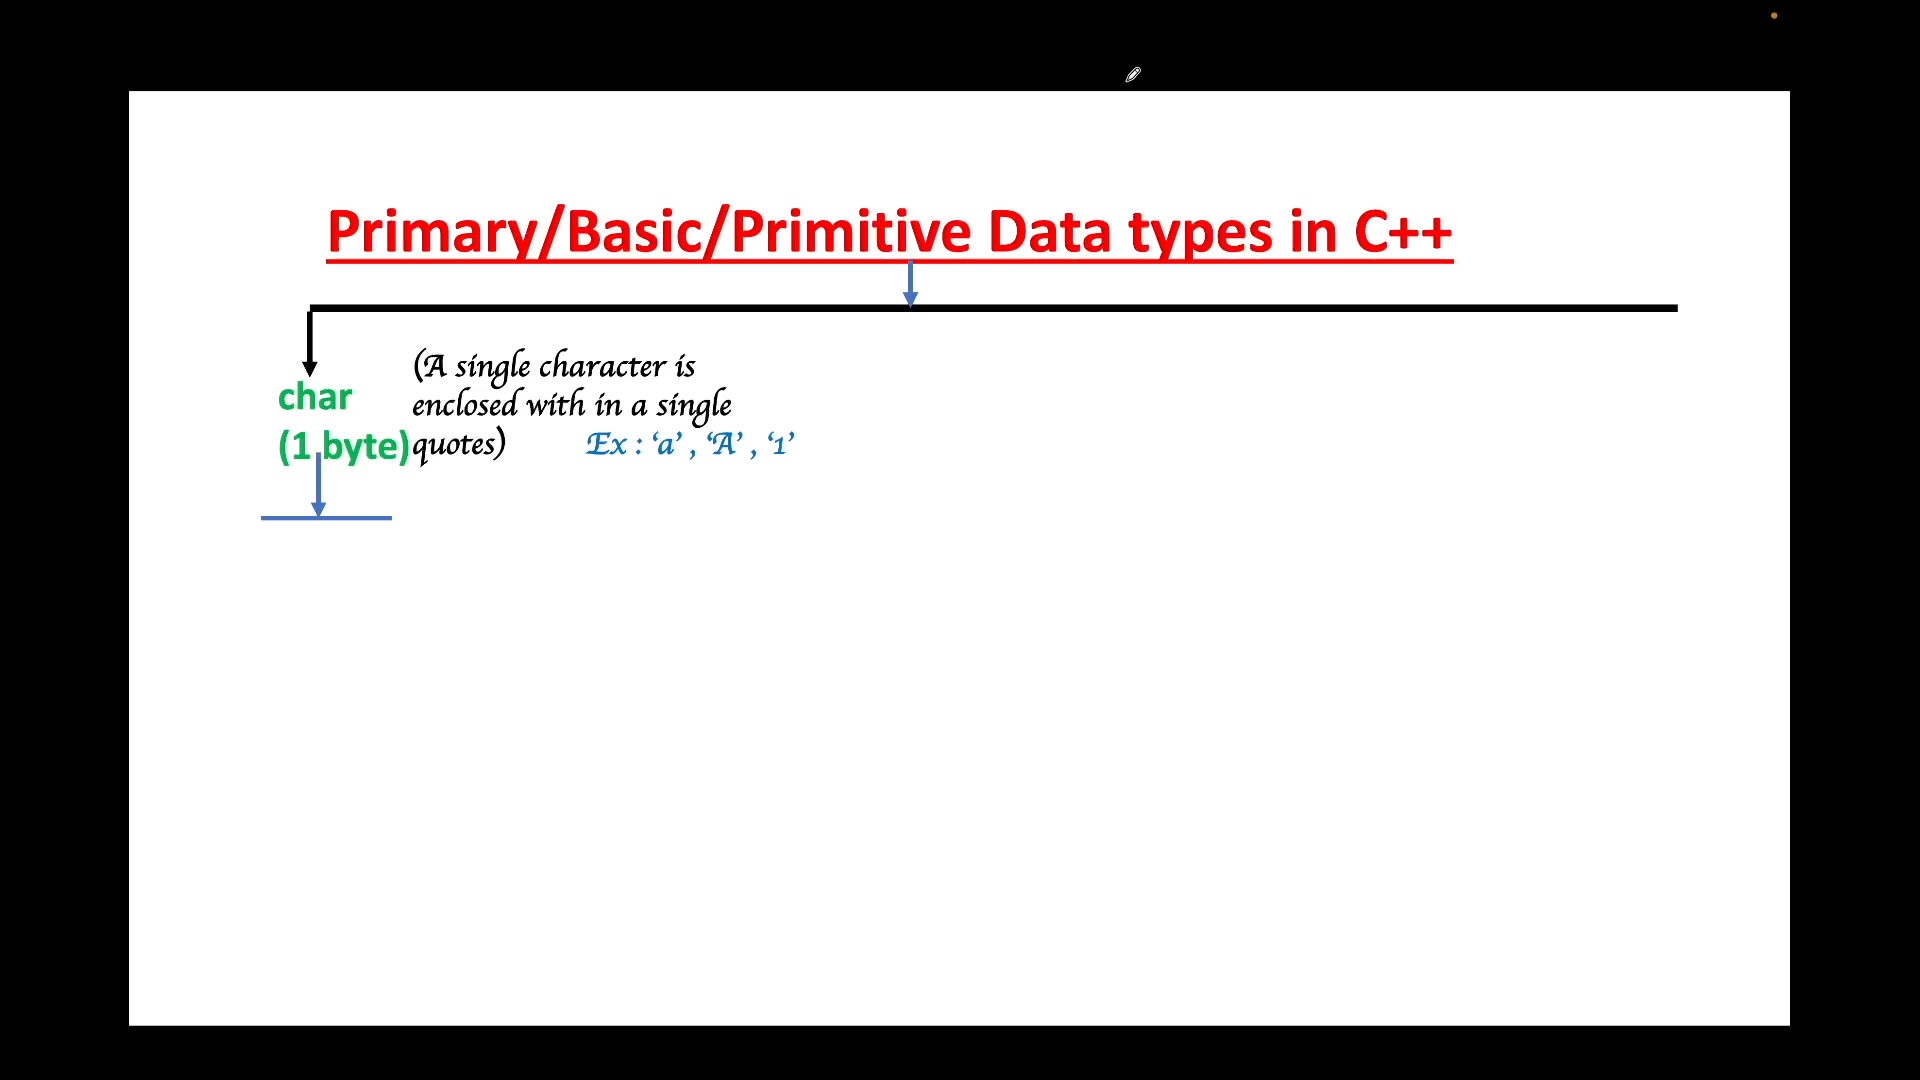 Primary/Basic/Primitive Data types in C++
char
(1 byte)
(A single character is
enclosed with in a single
quotes)
Ex : ‘a’ , ‘A’ , ‘1’